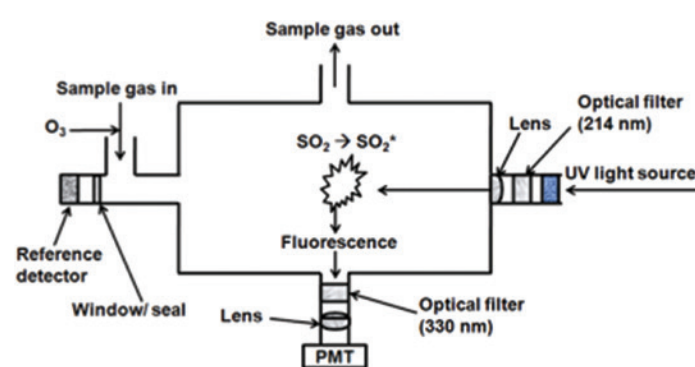 Sample gas out
Sample gas in
O₃
Optical filter
(214 nm)
Lens
SO₂ → SO₂*
UV light source
Fluorescence
Reference
detector
Window/ seal
Optical filter
(330 nm)
Lens
PMT